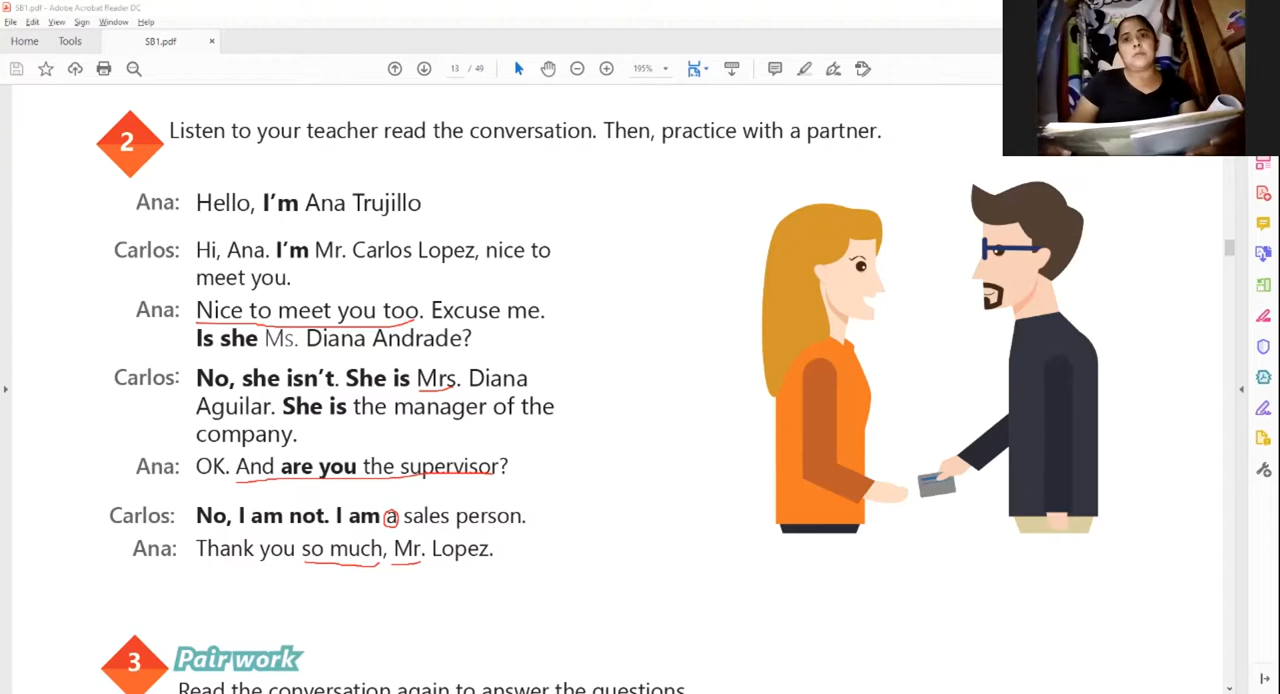 SB1.pdf - Adobe Acrobat Reader DC
File Edit View Sign Window Help
Home Tools SB1.pdf ×
13 / 49 195%
2 Listen to your teacher read the conversation. Then, practice with a partner.
Ana: Hello, I'm Ana Trujillo
Carlos: Hi, Ana. I'm Mr. Carlos Lopez, nice to
meet you.
Ana: Nice to meet you too. Excuse me.
Is she Ms. Diana Andrade?
Carlos: No, she isn't. She is Mrs. Diana
Aguilar. She is the manager of the
company.
Ana: OK. And are you the supervisor?
Carlos: No, I am not. I am a sales person.
Ana: Thank you so much, Mr. Lopez.
3 Pair work
Read the conversation again to answer the questions